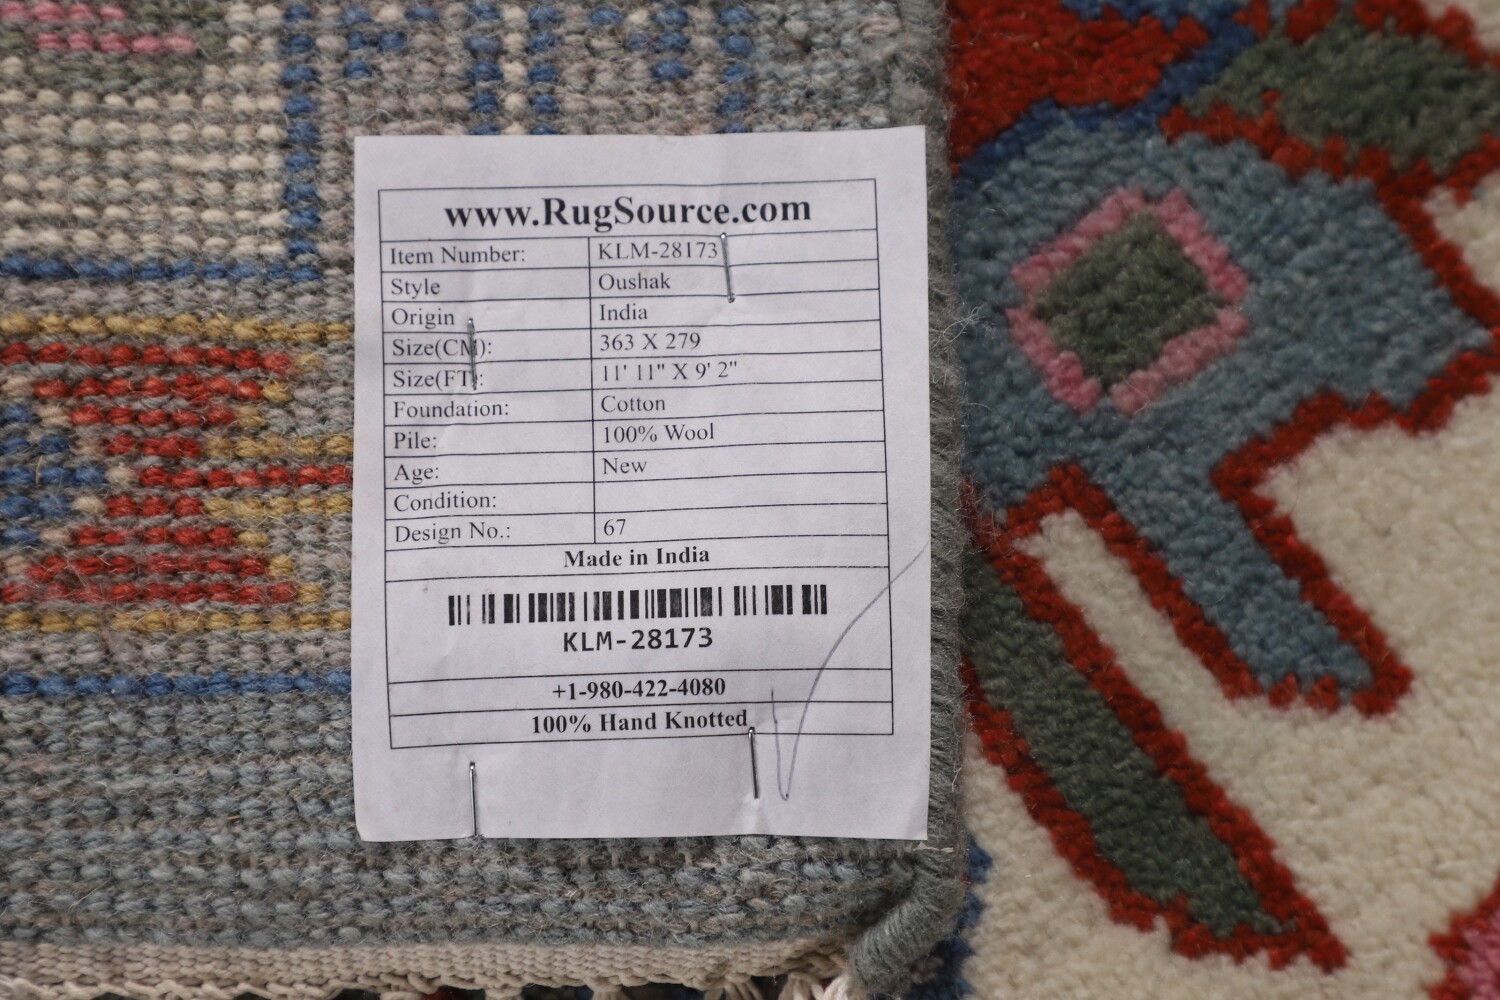 www.RugSource.com
Item Number: KLM-28173
Style Oushak
Origin India
Size(CM): 363 X 279
Size(FT): 11' 11" X 9' 2"
Foundation: Cotton
Pile: 100% Wool
Age: New
Condition:
Design No.: 67
Made in India
KLM-28173
+1-980-422-4080
100% Hand Knotted